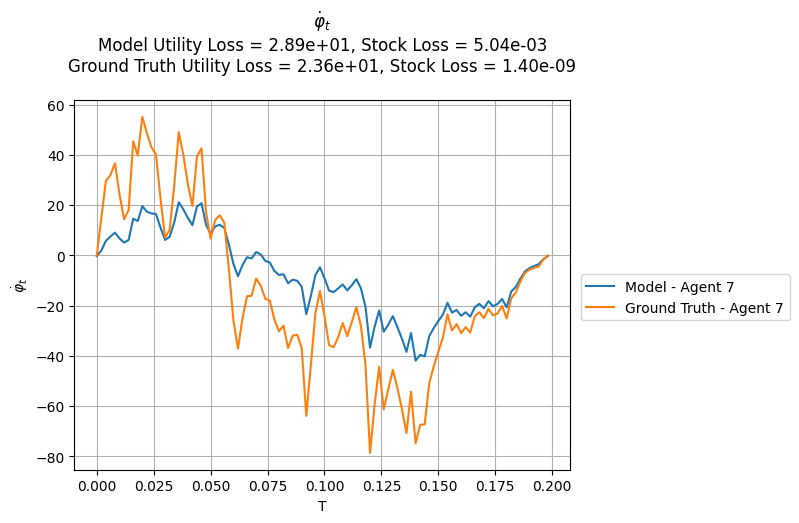 φ̇ₜ
Model Utility Loss = 2.89e+01, Stock Loss = 5.04e-03
Ground Truth Utility Loss = 2.36e+01, Stock Loss = 1.40e-09
60
40
20
0
−20
−40
−60
−80
φ̇ₜ
0.000 0.025 0.050 0.075 0.100 0.125 0.150 0.175 0.200
T
Model - Agent 7
Ground Truth - Agent 7